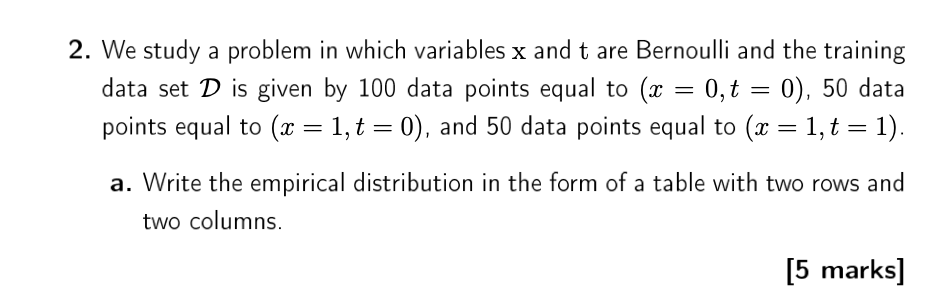 2. We study a problem in which variables x and t are Bernoulli and the training
data set 𝒟 is given by 100 data points equal to (x = 0, t = 0), 50 data
points equal to (x = 1, t = 0), and 50 data points equal to (x = 1, t = 1).
a. Write the empirical distribution in the form of a table with two rows and
two columns.
[5 marks]